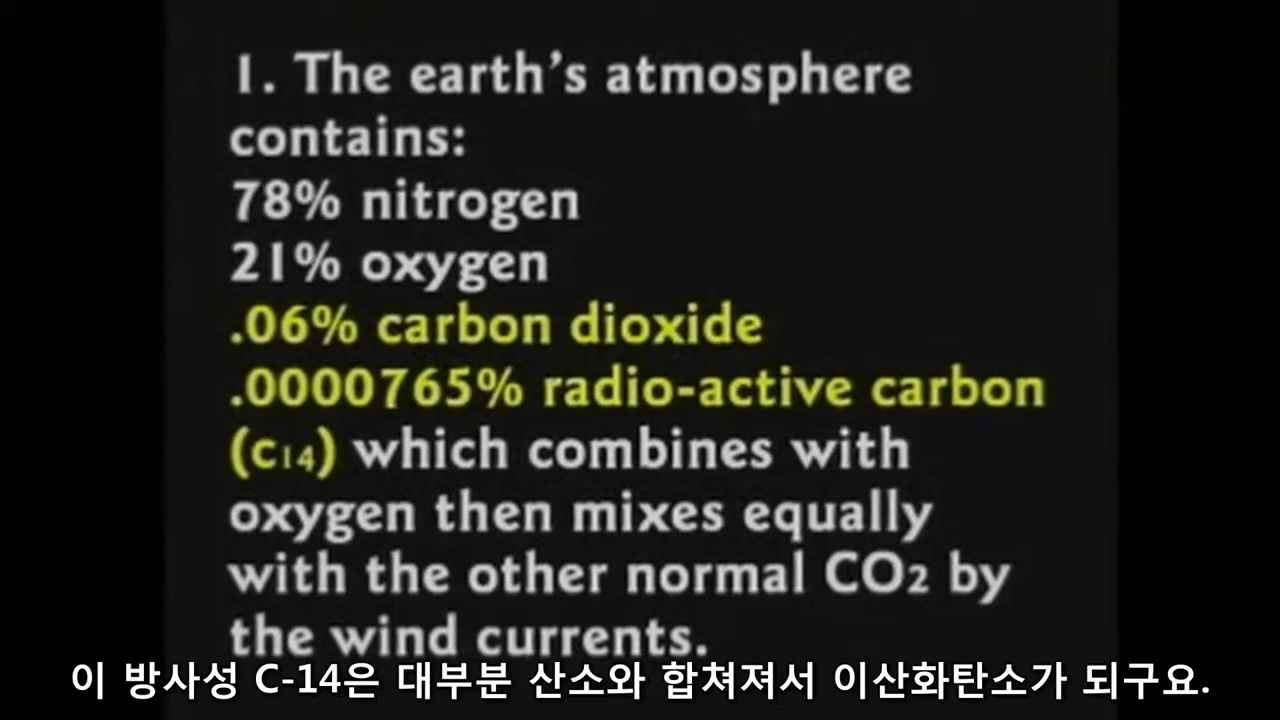 1. The earth’s atmosphere
contains:
78% nitrogen
21% oxygen
.06% carbon dioxide
.0000765% radio-active carbon
(c14) which combines with
oxygen then mixes equally
with the other normal CO2 by
the wind currents.
이 방사성 C-14은 대부분 산소와 합쳐져서 이산화탄소가 되구요.